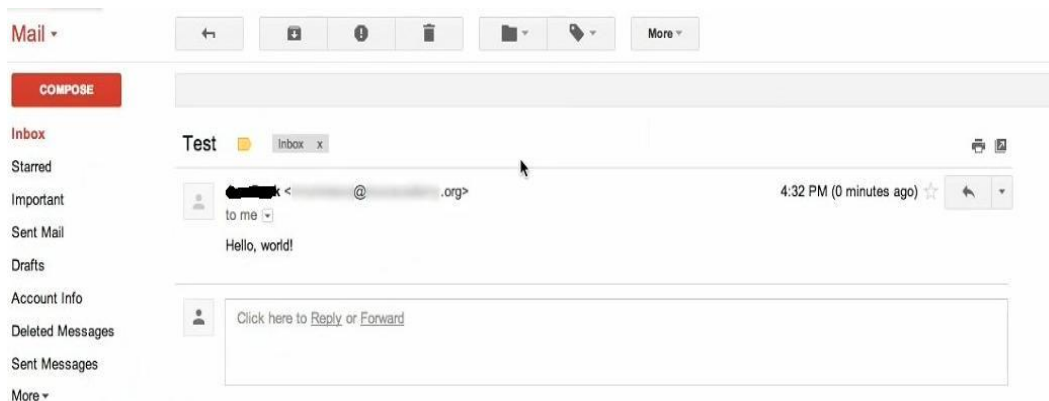 Mail
More
COMPOSE
Inbox
Starred
Important
Sent Mail
Drafts
Account Info
Deleted Messages
Sent Messages
More
Test Inbox x
< @ .org> 4:32 PM (0 minutes ago)
to me
Hello, world!
Click here to Reply or Forward